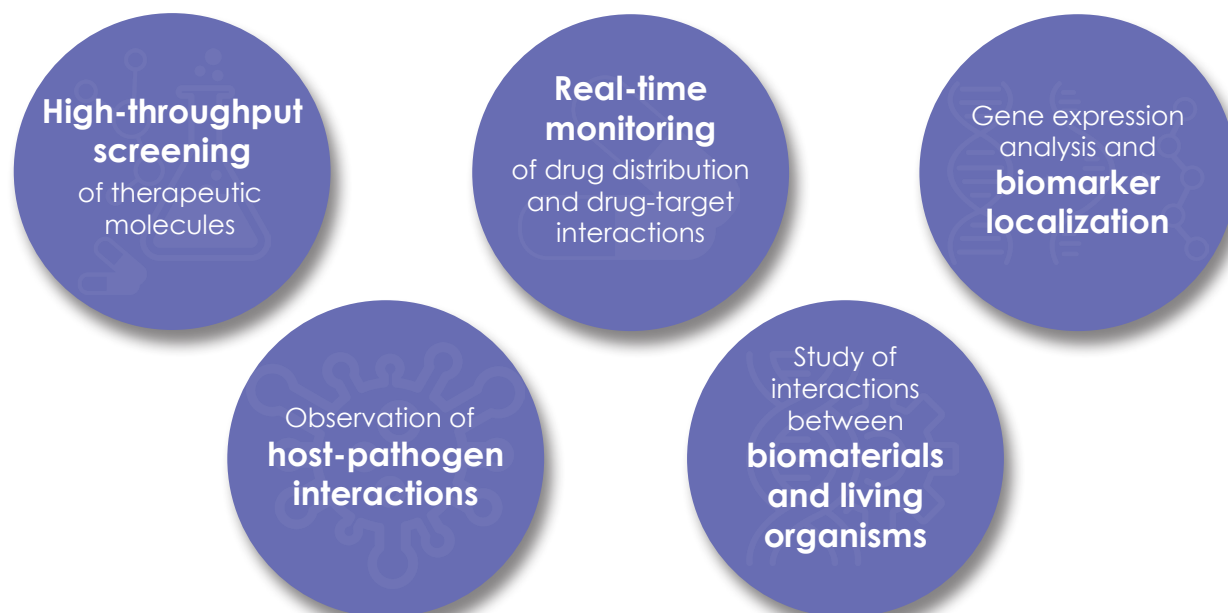 High-throughput
screening
of therapeutic
molecules
Real-time
monitoring
of drug distribution
and drug-target
interactions
Gene expression
analysis and
biomarker
localization
Observation of
host-pathogen
interactions
Study of
interactions
between
biomaterials
and living
organisms